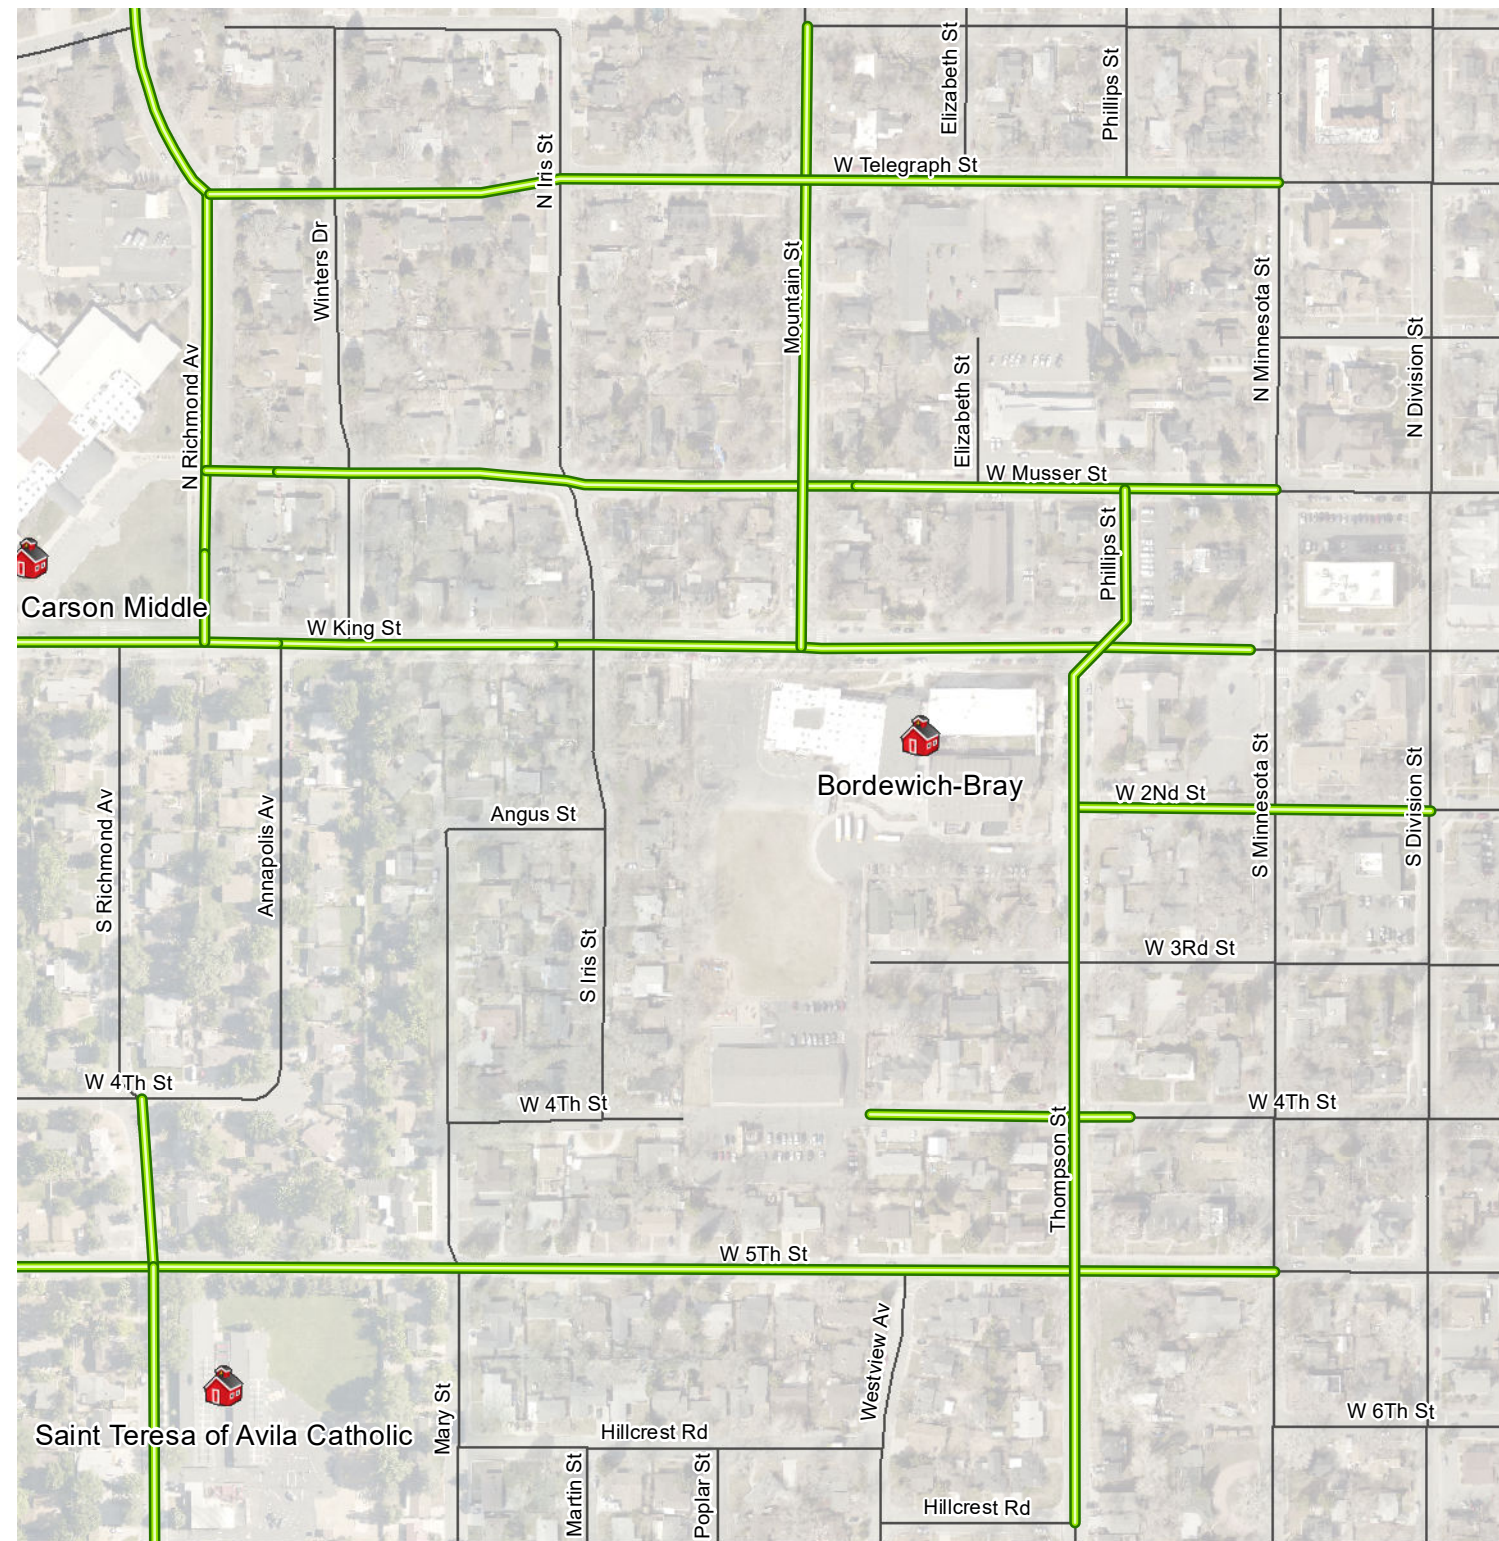 Elizabeth St
Phillips St
N Iris St
W Telegraph St
Winters Dr
Mountain St
N Minnesota St
N Division St
N Richmond Av
Elizabeth St
W Musser St
Phillips St
Carson Middle
W King St
Bordewich-Bray
S Minnesota St
S Division St
W 2Nd St
S Richmond Av
Annapolis Av
Angus St
S Iris St
W 3Rd St
W 4Th St
W 4Th St
W 4Th St
Thompson St
W 5Th St
Westview Av
Saint Teresa of Avila Catholic
Mary St
Hillcrest Rd
W 6Th St
Martin St
Poplar St
Hillcrest Rd